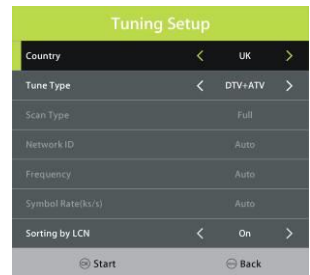 Tuning Setup
Country < UK >
Tune Type < DTV+ATV >
Scan Type Full
Network ID Auto
Frequency Auto
Symbol Rate(ks/s) Auto
Sorting by LCN < On >
Start Back